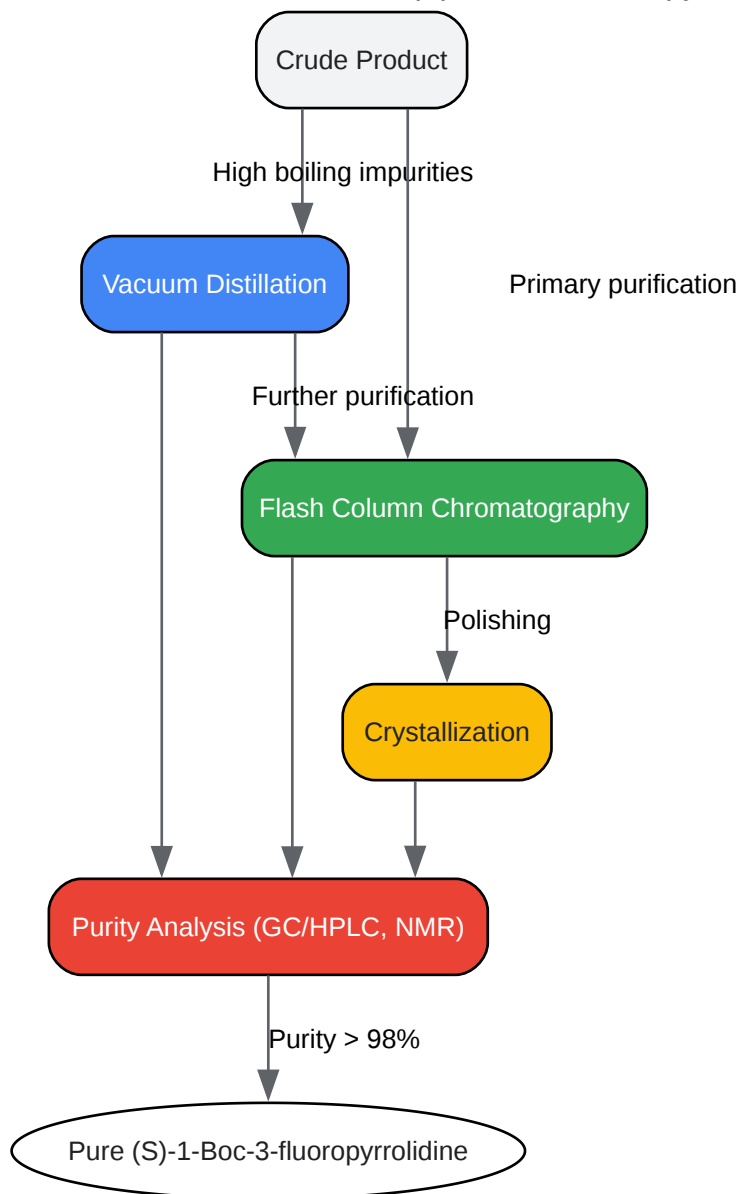 Crude Product
High boiling impurities
Vacuum Distillation
Primary purification
Further purification
Flash Column Chromatography
Polishing
Crystallization
Purity Analysis (GC/HPLC, NMR)
Purity > 98%
Pure (S)-1-Boc-3-fluoropyrrolidine